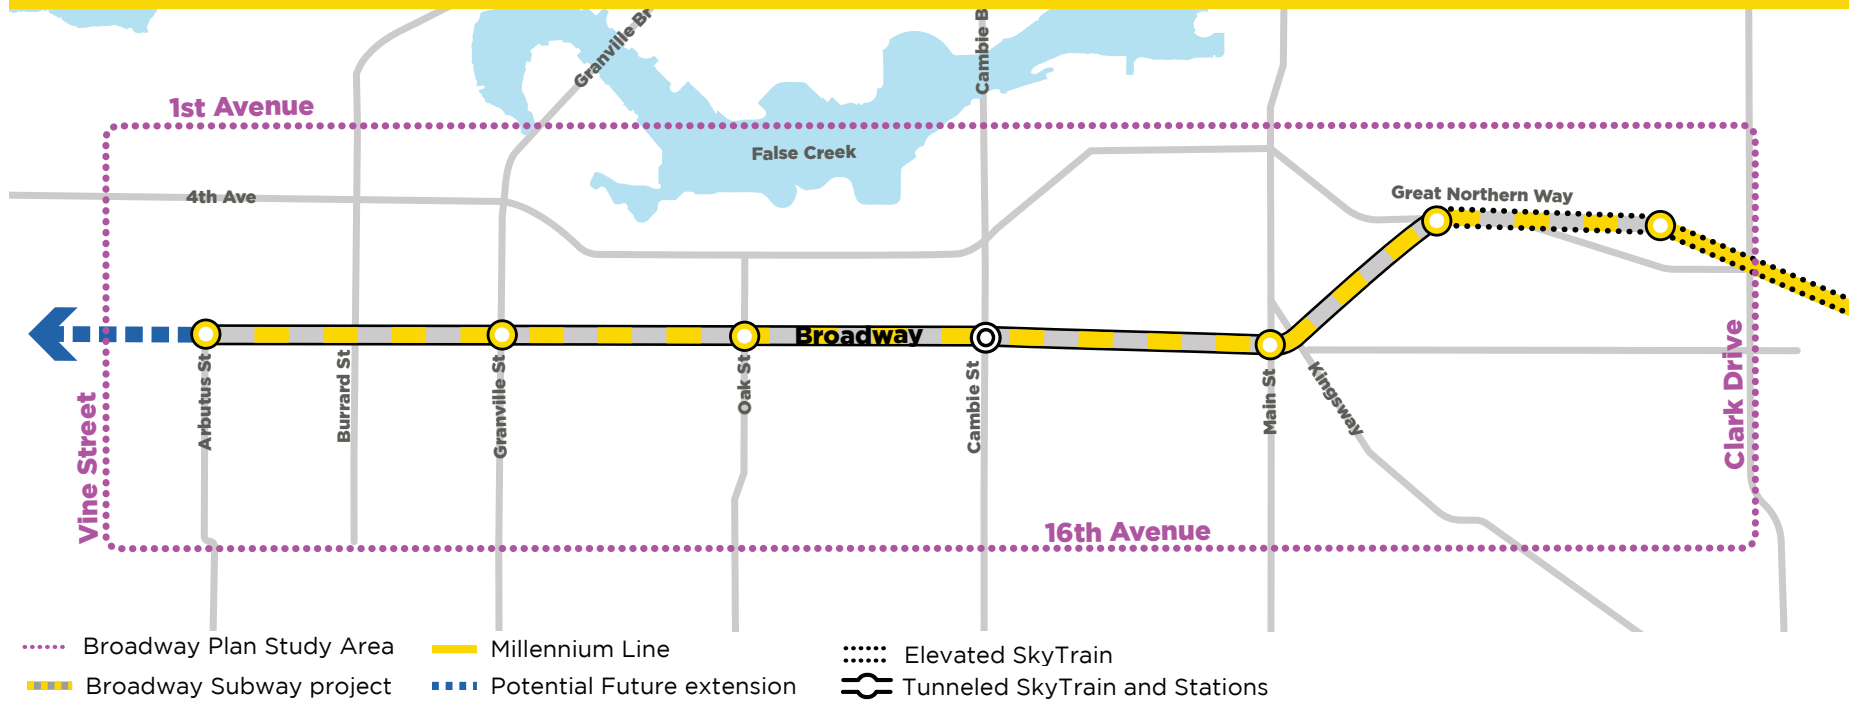 Granville Br
Cambie B
1st Avenue
False Creek
4th Ave
Great Northern Way
Broadway
Arbutus St
Burrard St
Granville St
Oak St
Cambie St
Main St
Kingsway
Clark Drive
Vine Street
16th Avenue
Broadway Plan Study Area
Millennium Line
Elevated SkyTrain
Broadway Subway project
Potential Future extension
Tunneled SkyTrain and Stations